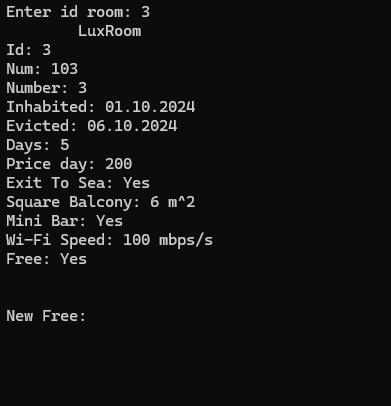 Enter id room: 3
LuxRoom
Id: 3
Num: 103
Number: 3
Inhabited: 01.10.2024
Evicted: 06.10.2024
Days: 5
Price day: 200
Exit To Sea: Yes
Square Balcony: 6 m^2
Mini Bar: Yes
Wi-Fi Speed: 100 mbps/s
Free: Yes
New Free: